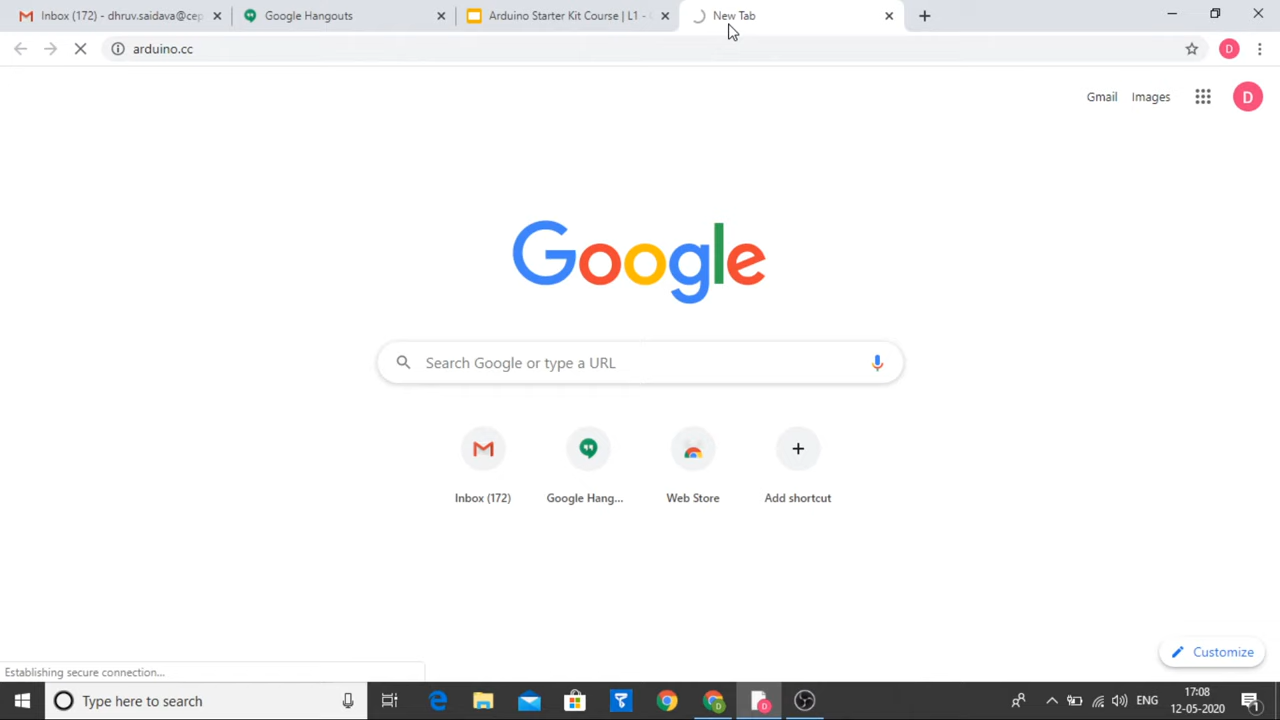 Inbox (172) - dhruv.saidava@cep
Google Hangouts
Arduino Starter Kit Course | L1 -
New Tab
arduino.cc
D
Gmail
Images
D
Google
Search Google or type a URL
Inbox (172)
Google Hang...
Web Store
Add shortcut
Customize
Establishing secure connection...
Type here to search
ENG
17:08
12-05-2020